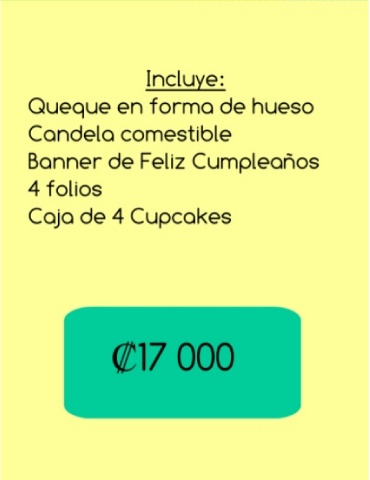 Incluye:
Queque en forma de hueso
Candela comestible
Banner de Feliz Cumpleaños
4 folios
Caja de 4 Cupcakes
₡17 000